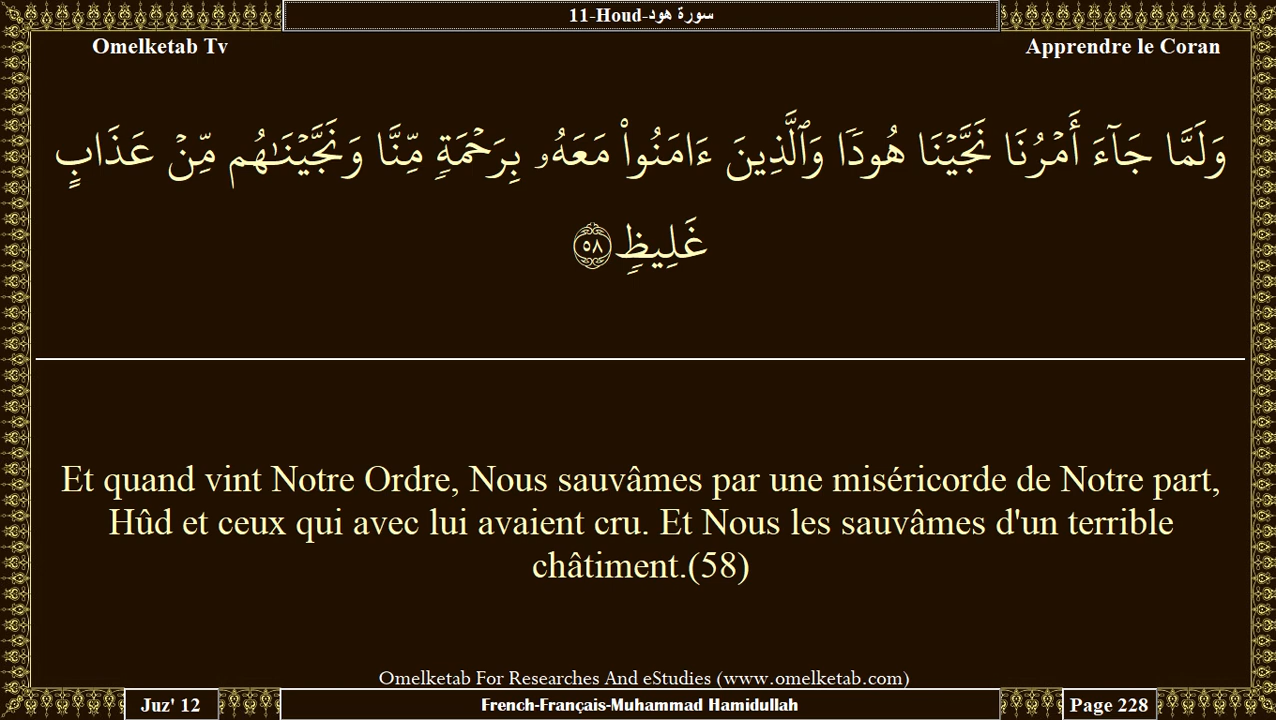 11-Houd-سورة هود
Omelketab Tv
Apprendre le Coran
وَلَمَّا جَآءَ أَمْرُنَا نَجَّيْنَا هُودًا وَٱلَّذِينَ ءَامَنُوا۟ مَعَهُۥ بِرَحْمَةٍ مِّنَّا وَنَجَّيْنَـٰهُم مِّنْ عَذَابٍ
غَلِيظٍ ٥٨
Et quand vint Notre Ordre, Nous sauvâmes par une miséricorde de Notre part,
Hûd et ceux qui avec lui avaient cru. Et Nous les sauvâmes d'un terrible
châtiment.(58)
Omelketab For Researches And eStudies (www.omelketab.com)
Juz' 12
French-Français-Muhammad Hamidullah
Page 228